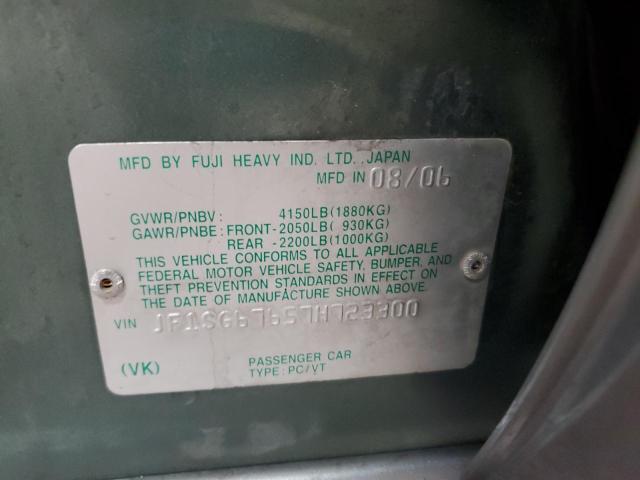 MFD BY FUJI HEAVY IND. LTD. JAPAN
MFD IN 08/06
GVWR/PNBV: 4150LB(1880KG)
GAWR/PNBE: FRONT-2050LB( 930KG)
REAR -2200LB(1000KG)
THIS VEHICLE CONFORMS TO ALL APPLICABLE
FEDERAL MOTOR VEHICLE SAFETY, BUMPER, AND
THEFT PREVENTION STANDARDS IN EFFECT ON
THE DATE OF MANUFACTURE SHOWN ABOVE.
VIN
(VK)
PASSENGER CAR
TYPE: PC/VT